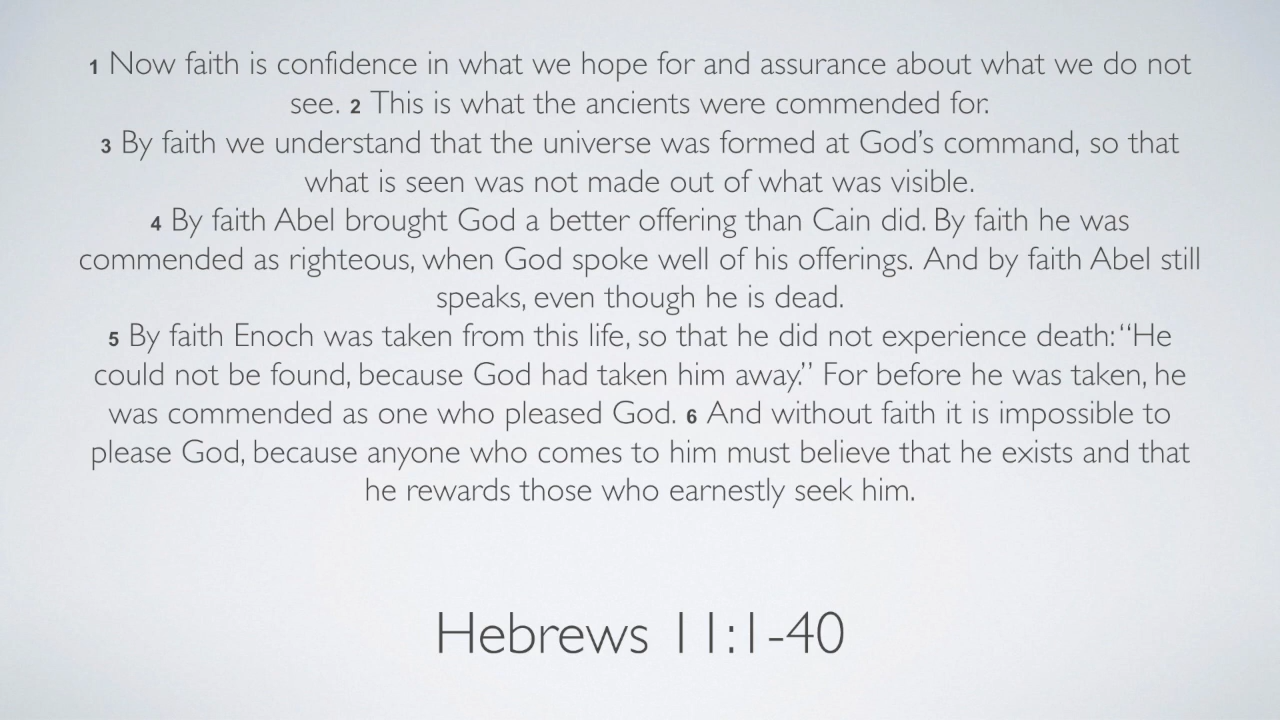 1 Now faith is confidence in what we hope for and assurance about what we do not
see. 2 This is what the ancients were commended for.
3 By faith we understand that the universe was formed at God’s command, so that
what is seen was not made out of what was visible.
4 By faith Abel brought God a better offering than Cain did. By faith he was
commended as righteous, when God spoke well of his offerings. And by faith Abel still
speaks, even though he is dead.
5 By faith Enoch was taken from this life, so that he did not experience death: “He
could not be found, because God had taken him away.” For before he was taken, he
was commended as one who pleased God. 6 And without faith it is impossible to
please God, because anyone who comes to him must believe that he exists and that
he rewards those who earnestly seek him.
Hebrews 11:1-40